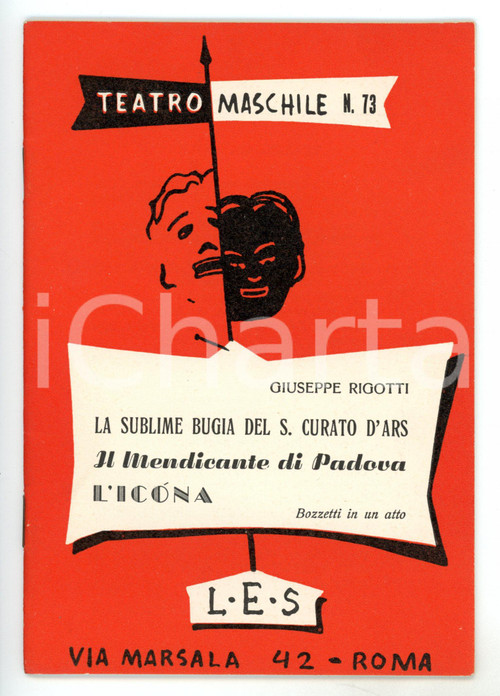 TEATRO MASCHILE N. 73
iCharta
GIUSEPPE RIGOTTI
LA SUBLIME BUGIA DEL S. CURATO D'ARS
Il Mendicante di Padova
L'ICÓNA
Bozzetti in un atto
L·E·S
VIA MARSALA 42 - ROMA